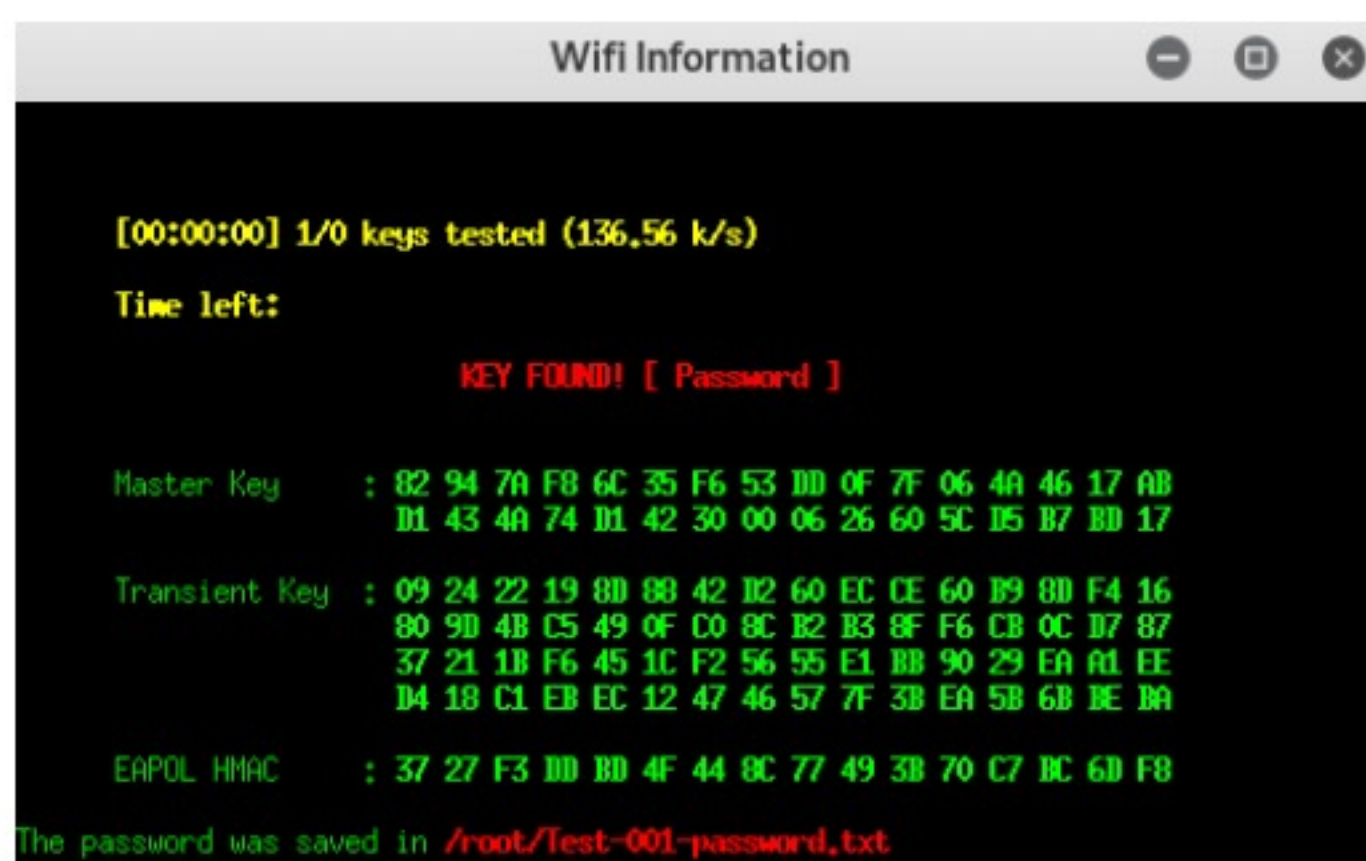 Wifi Information
[00:00:00] 1/0 keys tested (136.56 k/s)
Time left:
KEY FOUND! [ Password ]
Master Key : 82 94 7A F8 6C 35 F6 53 DD 0F 7F 06 4A 46 17 AB
D1 43 4A 74 D1 42 30 00 06 26 60 5C D5 B7 BD 17
Transient Key : 09 24 22 19 8D 88 42 D2 60 EC CE 60 B9 8D F4 16
80 9D 4B C5 49 0F C0 8C B2 B3 8F F6 CB 0C D7 87
37 21 1B F6 45 1C F2 56 55 E1 BB 90 29 EA A1 EE
D4 18 C1 EB EC 12 47 46 57 7F 3B EA 5B 6B BE BA
EAPOL HMAC : 37 27 F3 DD BD 4F 44 8C 77 49 3B 70 C7 BC 6D F8
The password was saved in /root/Test-001-password.txt